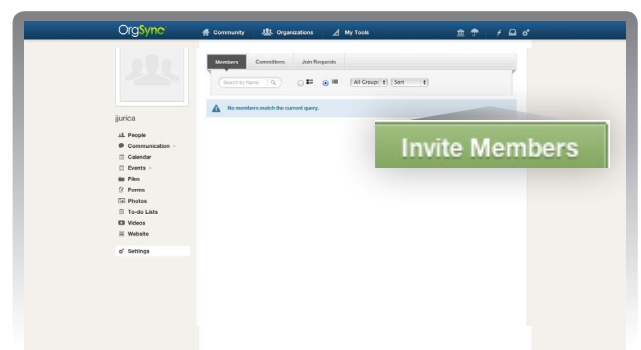 OrgSync
Community Organizations My Tools
Members Committees Join Requests
Search by Name All Groups Sort
No members match the current query.
Invite Members
jjurica
People
Communication
Calendar
Events
Files
Forms
Photos
To-do Lists
Videos
Website
Settings